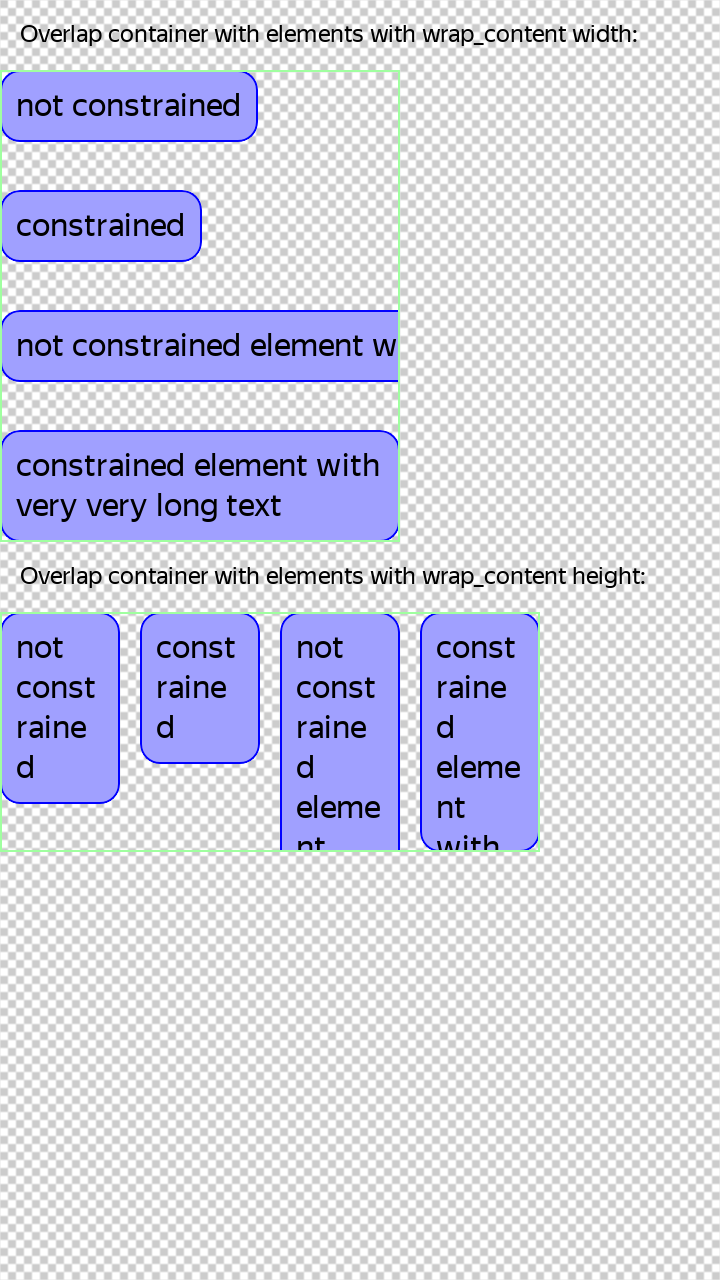 Overlap container with elements with wrap_content width:
not constrained
constrained
not constrained element w
constrained element with
very very long text
Overlap container with elements with wrap_content height:
not
const
raine
d
const
raine
d
not
const
raine
d
eleme
nt
const
raine
d
eleme
nt
with